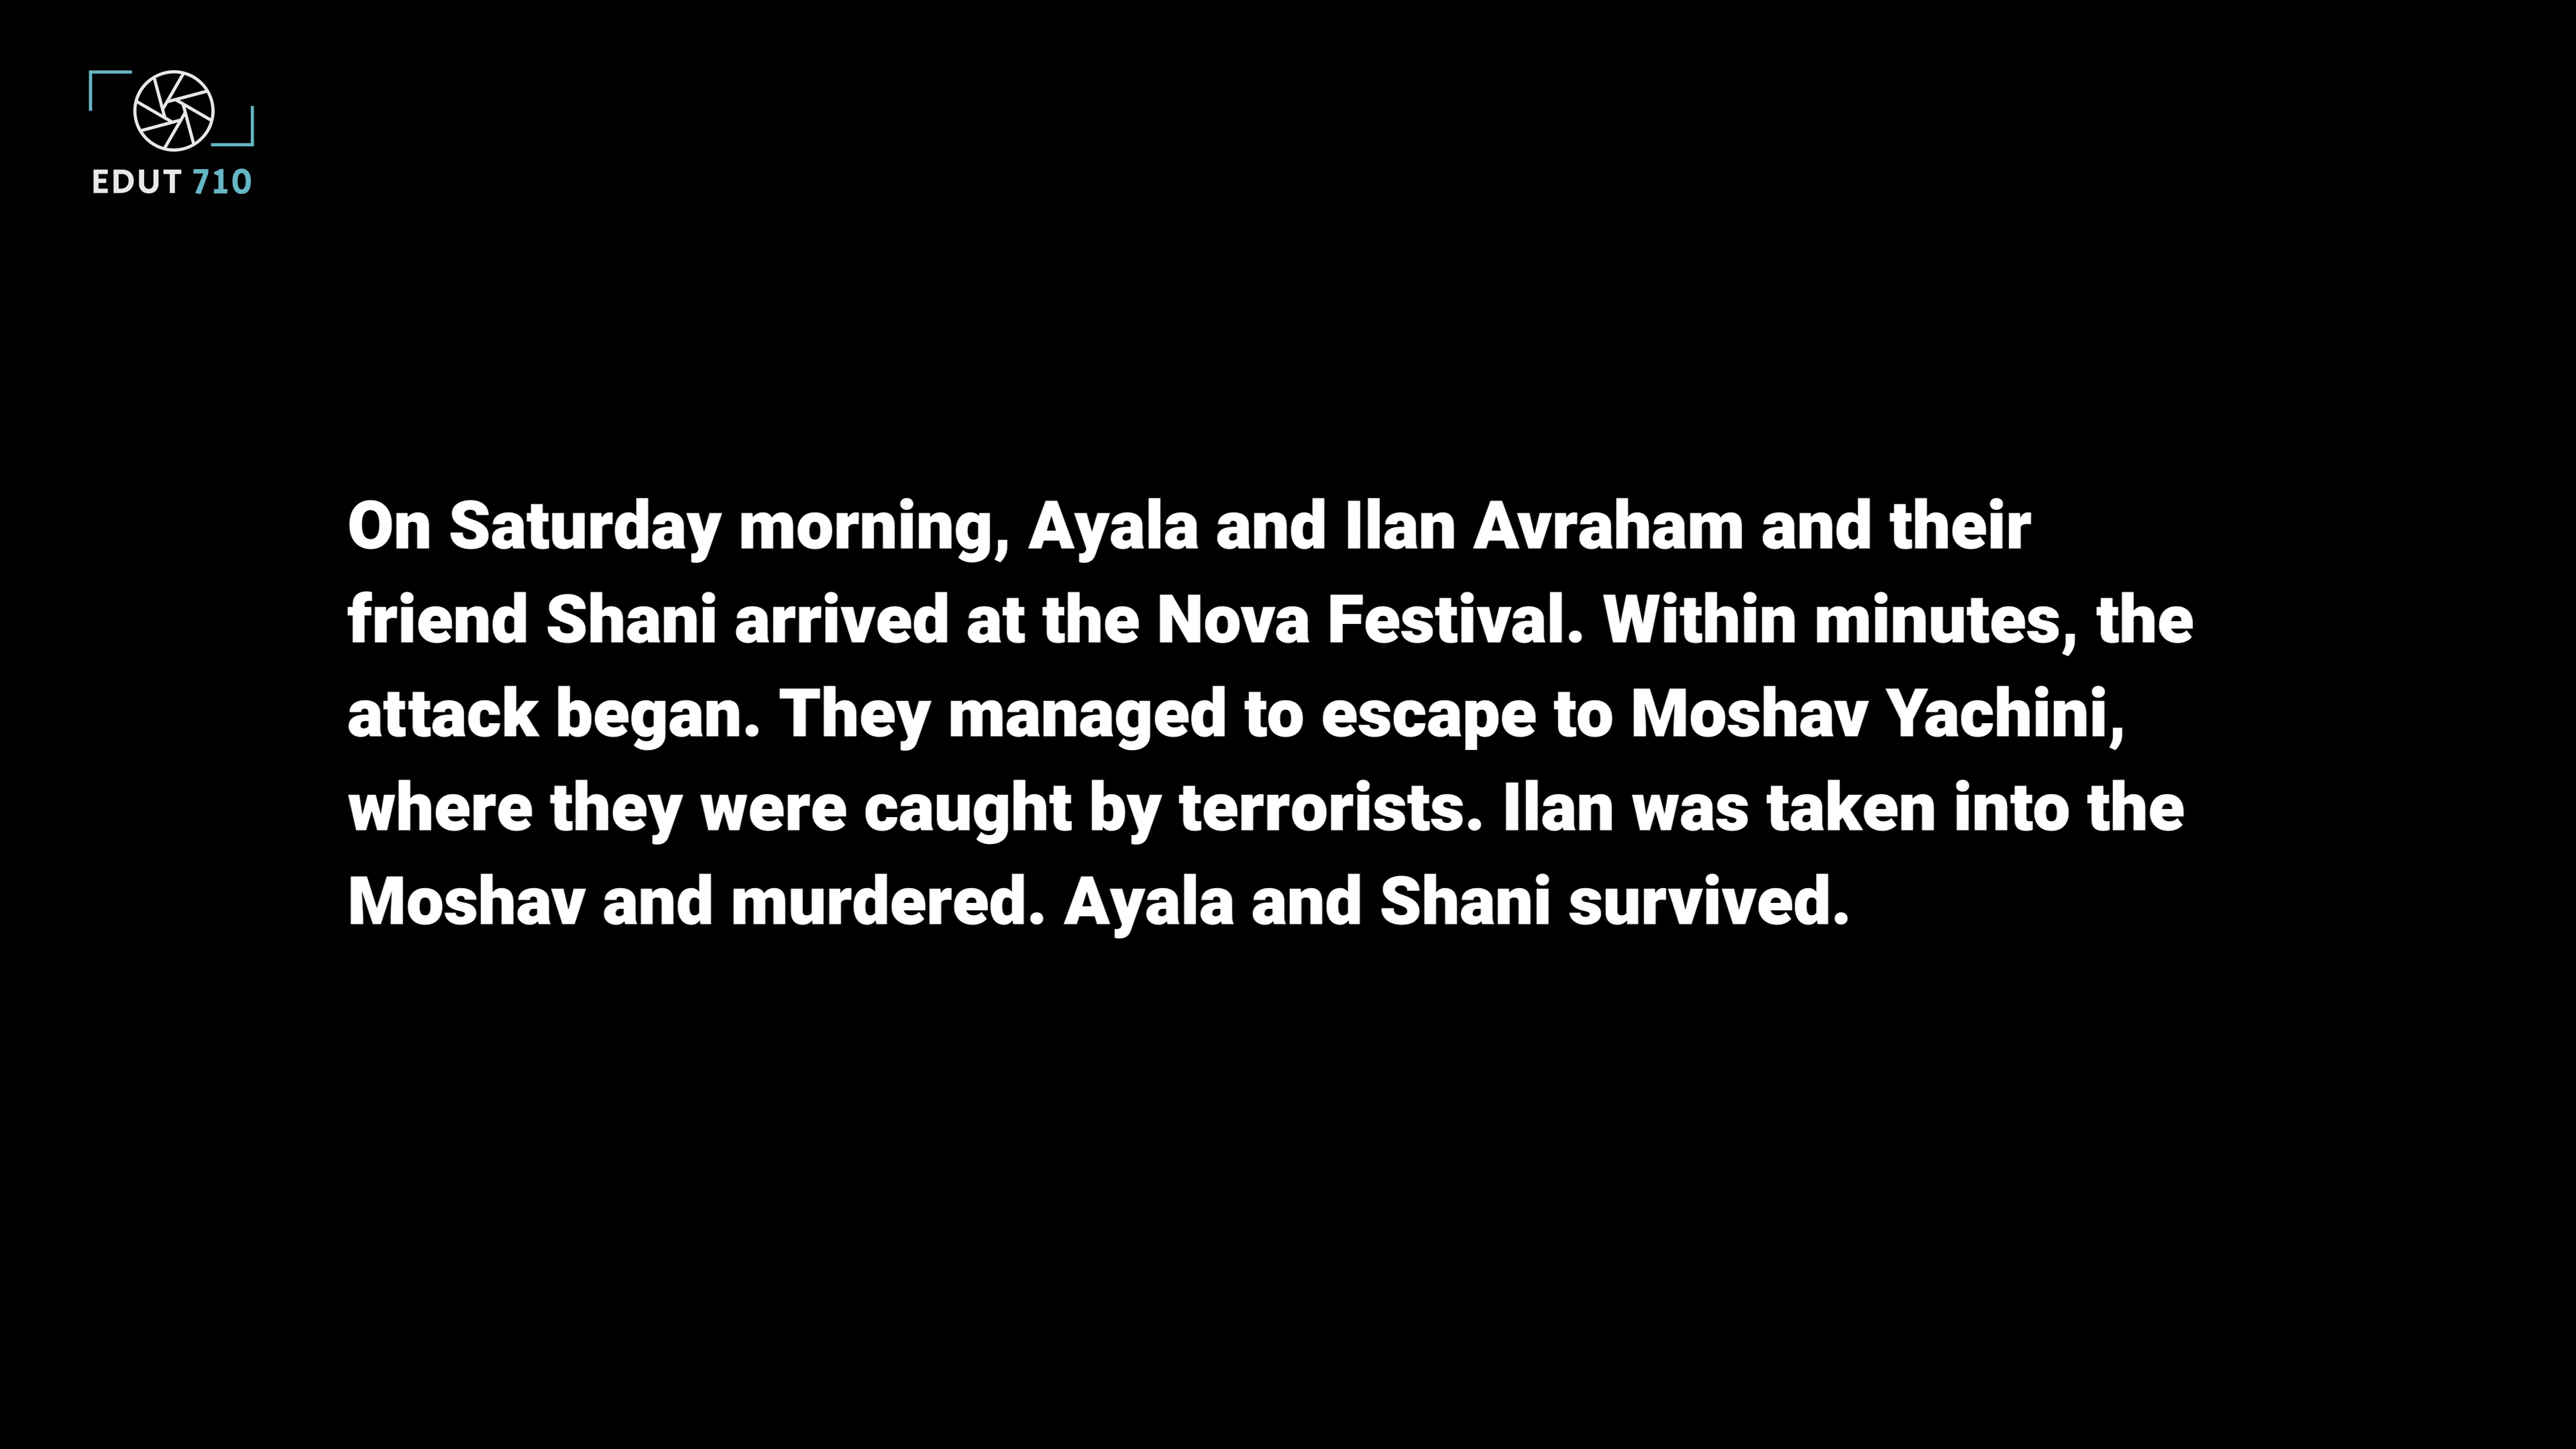 EDUT 710
On Saturday morning, Ayala and Ilan Avraham and their
friend Shani arrived at the Nova Festival. Within minutes, the
attack began. They managed to escape to Moshav Yachini,
where they were caught by terrorists. Ilan was taken into the
Moshav and murdered. Ayala and Shani survived.